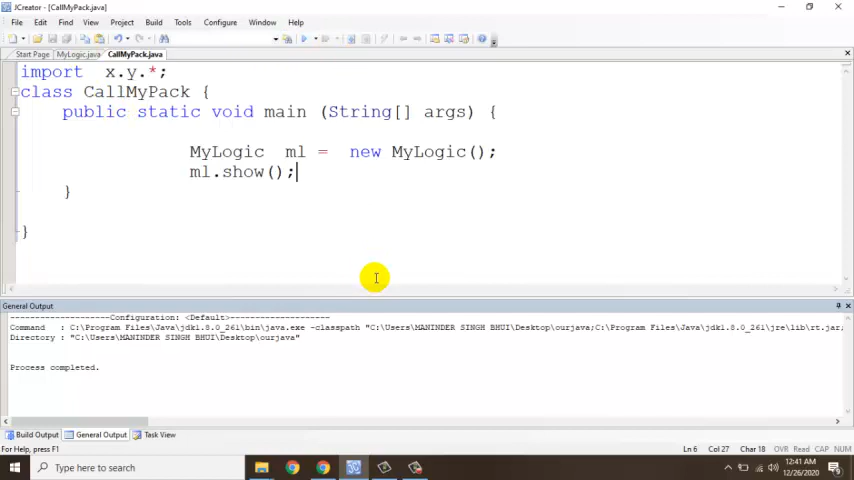 JCreator - [CallMyPack.java]
File Edit View Project Build Tools Configure Window Help
Start Page MyLogic.java CallMyPack.java
import x.y.*;
class CallMyPack {
public static void main (String[] args) {
MyLogic ml = new MyLogic();
ml.show();
}
}
General Output
--------------------Configuration: <Default>--------------------
Command : C:\Program Files\Java\jdk1.8.0_261\bin\java.exe -classpath "C:\Users\MANINDER SINGH BHUI\Desktop\ourjava;C:\Program Files\Java\jdk1.8.0_261\jre\lib\rt.jar;
Directory : "C:\Users\MANINDER SINGH BHUI\Desktop\ourjava"
Process completed.
Build Output General Output Task View
For Help, press F1 Ln 6 Col 27 Char 18 OVR Read CAP NUM
Type here to search
12:41 AM
12/26/2020